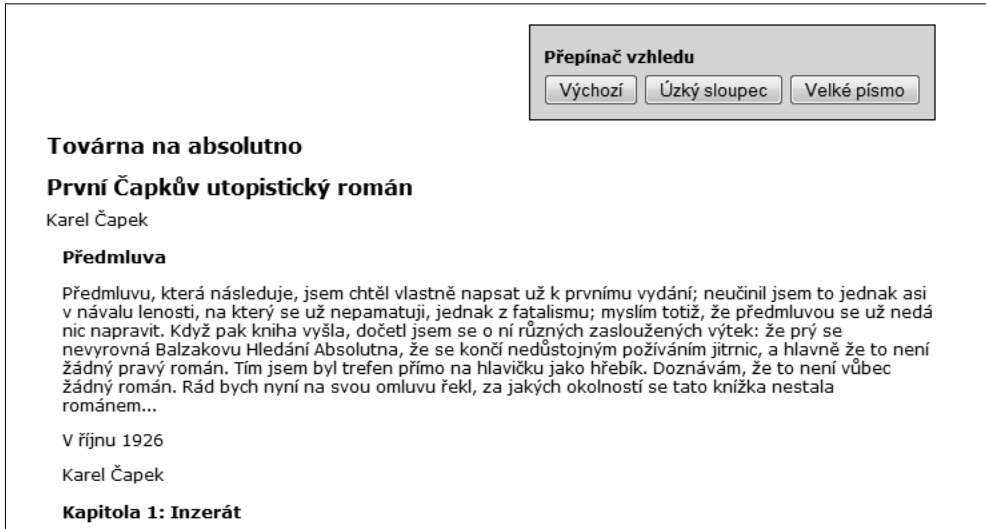 Přepínač vzhledu
Výchozí Úzký sloupec Velké písmo
Továrna na absolutno
První Čapkův utopistický román
Karel Čapek
Předmluva
Předmluvu, která následuje, jsem chtěl vlastně napsat už k prvnímu vydání; neučinil jsem to jednak asi
v návalu lenosti, na který se už nepamatuji, jednak z fatalismu; myslím totiž, že předmluvou se už nedá
nic napravit. Když pak kniha vyšla, dočetl jsem se o ní různých zasloužených výtek: že prý se
nevyrovná Balzakovu Hledání Absolutna, že se končí nedůstojným požíváním jitrnic, a hlavně že to není
žádný pravý román. Tím jsem byl trefen přímo na hlavičku jako hřebík. Doznávám, že to není vůbec
žádný román. Rád bych nyní na svou omluvu řekl, za jakých okolností se tato knížka nestala
románem...
V říjnu 1926
Karel Čapek
Kapitola 1: Inzerát